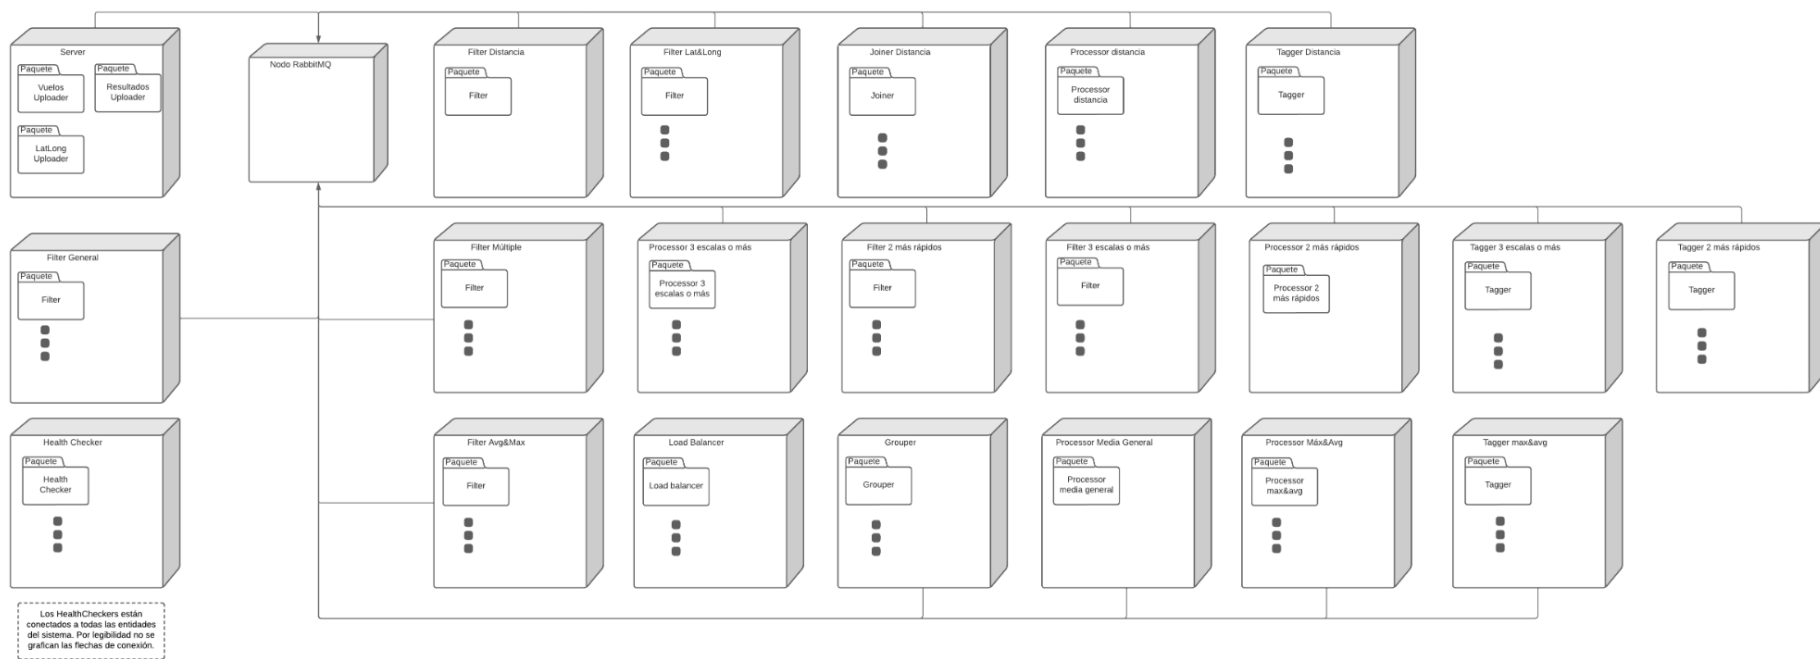 Server
Paquete
Vuelos
Uploader
Paquete
Resultados
Uploader
Paquete
LatLong
Uploader
Nodo RabbitMQ
Filter Distancia
Paquete
Filter
Filter Lat&Long
Paquete
Filter
Joiner Distancia
Paquete
Joiner
Processor distancia
Paquete
Processor
distancia
Tagger Distancia
Paquete
Tagger
Filter General
Paquete
Filter
Filter Múltiple
Paquete
Filter
Processor 3 escalas o más
Paquete
Processor 3
escalas o más
Filter 2 más rápidos
Paquete
Filter
Filter 3 escalas o más
Paquete
Filter
Processor 2 más rápidos
Paquete
Processor 2
más rápidos
Tagger 3 escalas o más
Paquete
Tagger
Tagger 2 más rápidos
Paquete
Tagger
Health Checker
Paquete
Health
Checker
Filter Avg&Max
Paquete
Filter
Load Balancer
Paquete
Load balancer
Grouper
Paquete
Grouper
Processor Media General
Paquete
Processor
media general
Processor Máx&Avg
Paquete
Processor
max&avg
Tagger max&avg
Paquete
Tagger
Los HealthCheckers están
conectados a todas las entidades
del sistema. Por legibilidad no se
grafican las flechas de conexión.